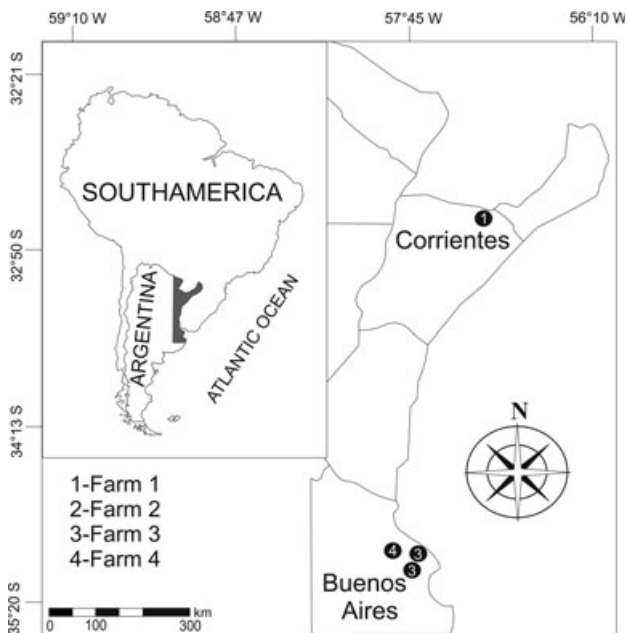 59°10 W 58°47 W 57°45 W 56°10 W
32°21 S
32°50 S
34°13 S
35°20 S
SOUTHAMERICA
ARGENTINA
ATLANTIC OCEAN
1
Corrientes
N
1-Farm 1
2-Farm 2
3-Farm 3
4-Farm 4
4 3
3
Buenos
Aires
km
0 100 200 300